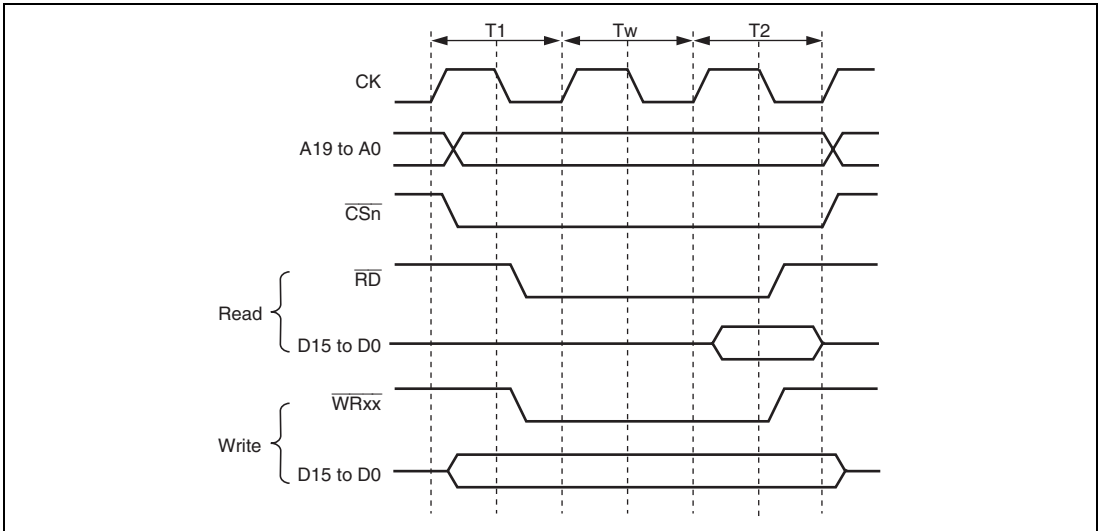 T1 Tw T2
CK
A19 to A0
CSn
RD
Read
D15 to D0
WRxx
Write
D15 to D0